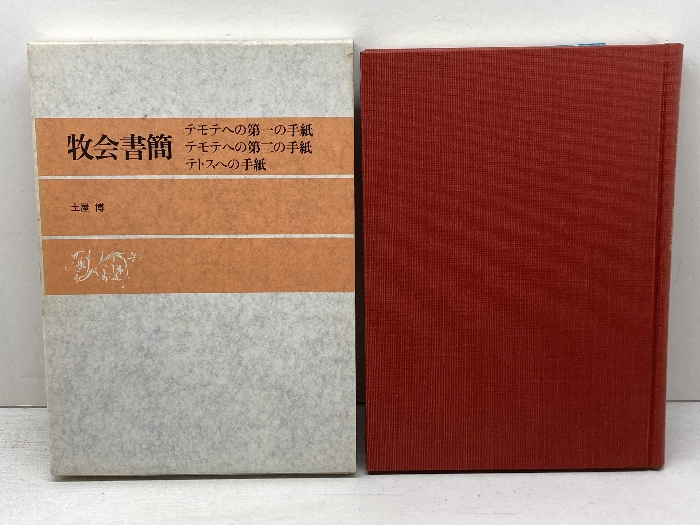 牧会書簡
テモテへの第一の手紙
テモテへの第二の手紙
テトスへの手紙
土屋 博